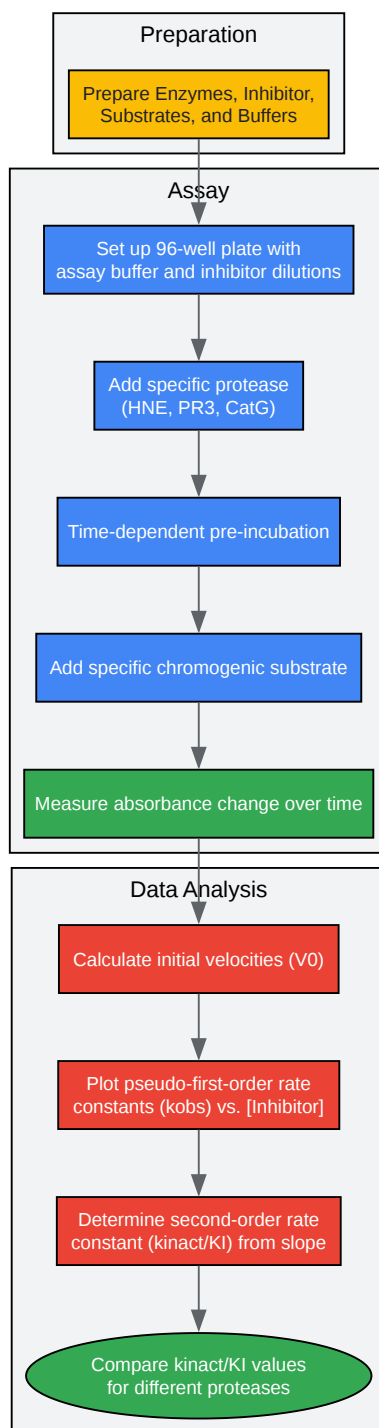 Preparation
Prepare Enzymes, Inhibitor,
Substrates, and Buffers
Assay
Set up 96-well plate with
assay buffer and inhibitor dilutions
Add specific protease
(HNE, PR3, CatG)
Time-dependent pre-incubation
Add specific chromogenic substrate
Measure absorbance change over time
Data Analysis
Calculate initial velocities (V0)
Plot pseudo-first-order rate
constants (kobs) vs. [Inhibitor]
Determine second-order rate
constant (kinact/KI) from slope
Compare kinact/KI values
for different proteases